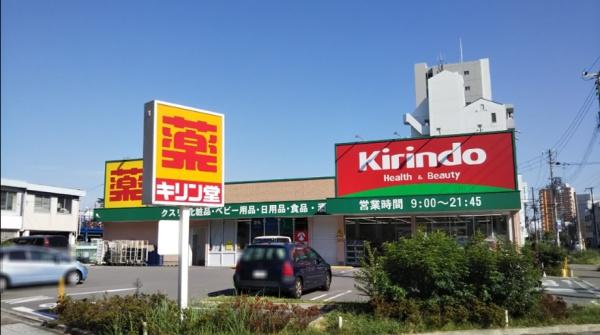 薬
キリン堂
薬
Kirindo
Health & Beauty
クスリ・化粧品・ベビー用品・日用品・食品・
営業時間 9:00～21:45